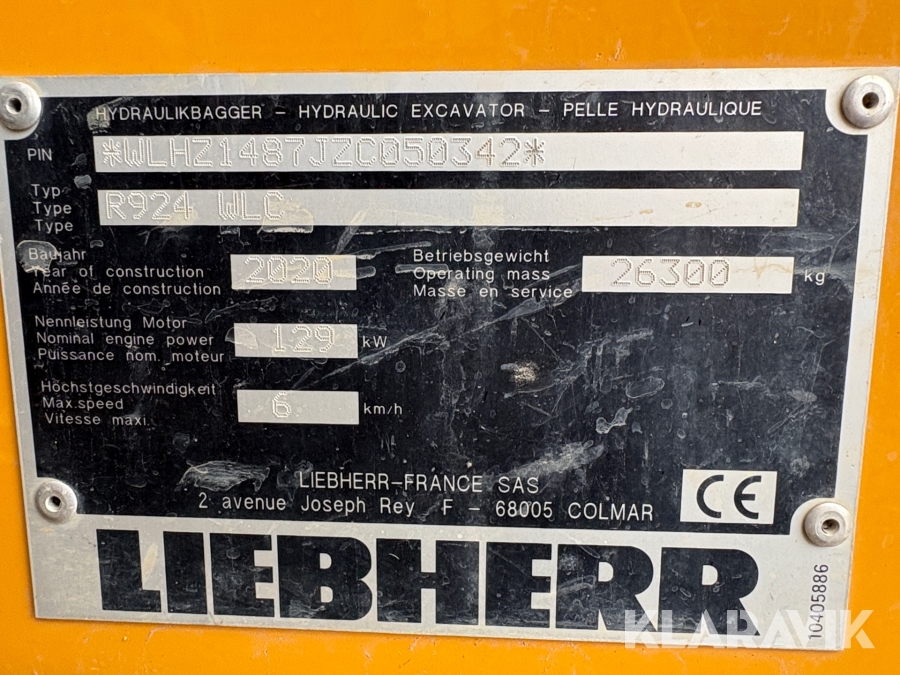 HYDRAULIKBAGGER – HYDRAULIC EXCAVATOR – PELLE HYDRAULIQUE
PIN *WLHZ1487JZC050342*
Typ
Type R924 WLC
Type
Baujahr
Year of construction 2020
Année de construction
Betriebsgewicht
Operating mass 26300 kg
Masse en service
Nennleistung Motor
Nominal engine power 129 kW
Puissance nom. moteur
Höchstgeschwindigkeit
Max.speed 6 km/h
Vitesse maxi.
LIEBHERR-FRANCE SAS
2 avenue Joseph Rey F – 68005 COLMAR
CE
LIEBHERR
10405886
KLARAVIK